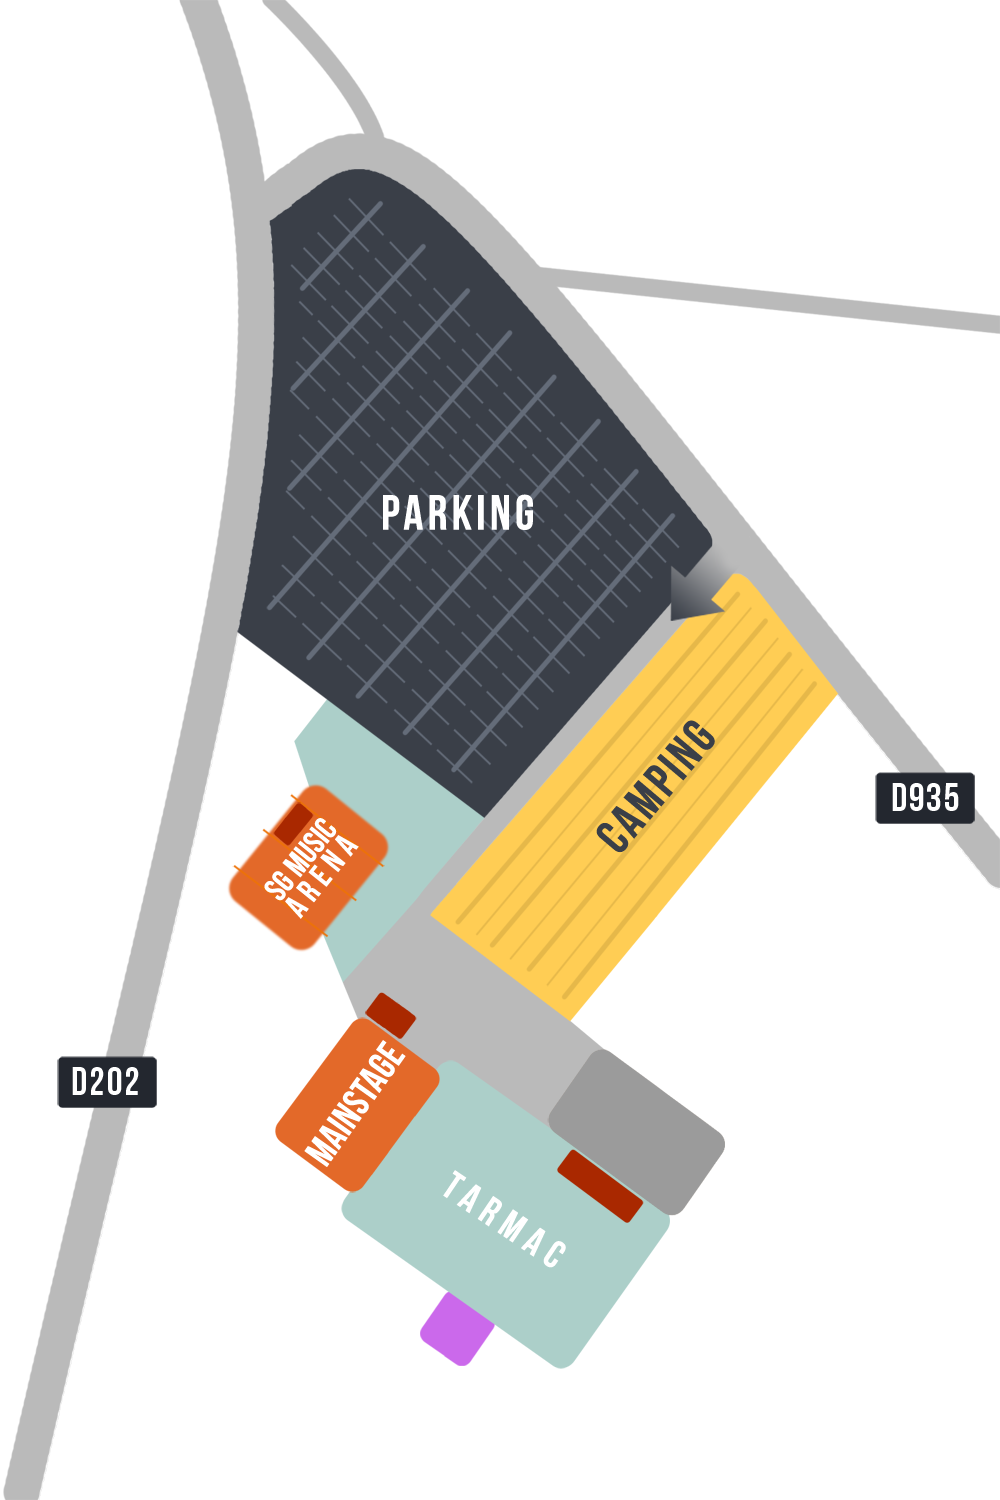 PARKING
CAMPING
D935
SG MUSIC
ARENA
MAINSTAGE
D202
TARMAC